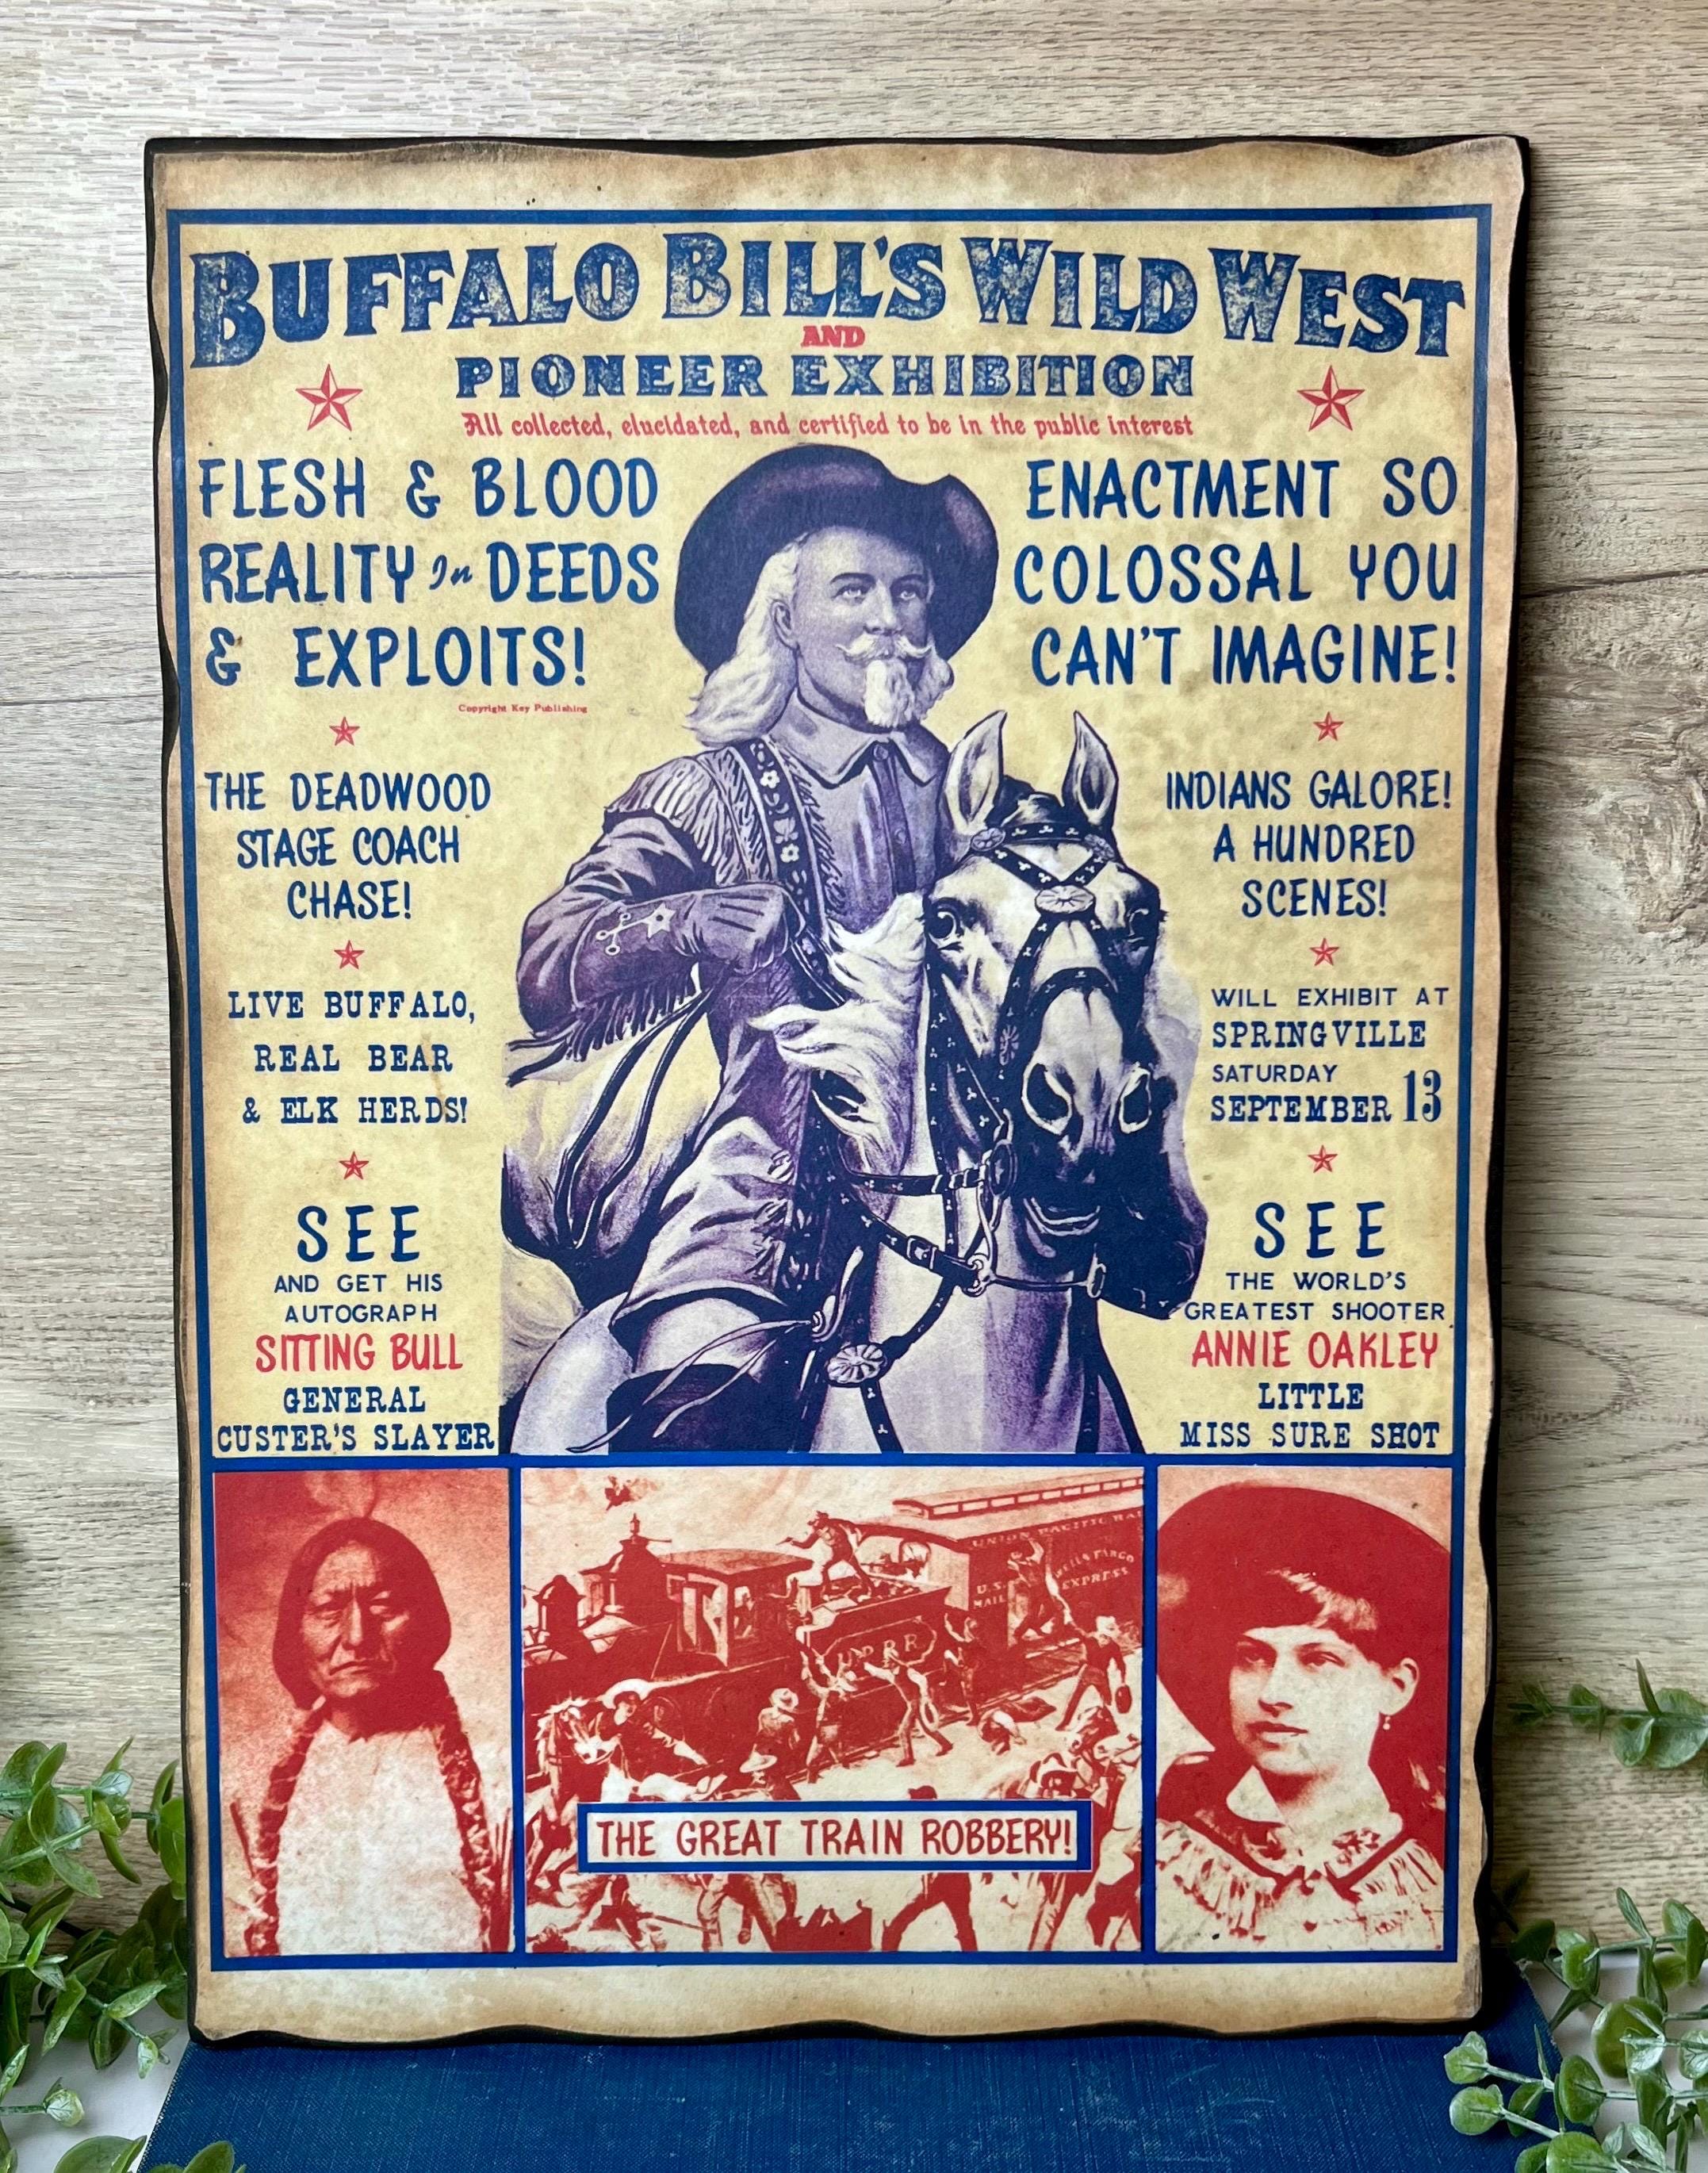 BUFFALO BILL'S WILD WEST
AND
PIONEER EXHIBITION
All collected, elucidated, and certified to be in the public interest
FLESH & BLOOD
REALITY In DEEDS
& EXPLOITS!
Copyright Key Publishing
ENACTMENT SO
COLOSSAL YOU
CAN'T IMAGINE!
THE DEADWOOD
STAGE COACH
CHASE!
LIVE BUFFALO,
REAL BEAR
& ELK HERDS!
SEE
AND GET HIS
AUTOGRAPH
SITTING BULL
GENERAL
CUSTER'S SLAYER
INDIANS GALORE!
A HUNDRED
SCENES!
WILL EXHIBIT AT
SPRINGVILLE
SATURDAY
SEPTEMBER 13
SEE
THE WORLD'S
GREATEST SHOOTER
ANNIE OAKLEY
LITTLE
MISS SURE SHOT
UNION PACIFIC
WELLS FARGO
EXPRESS
U.S.
MAIL
THE GREAT TRAIN ROBBERY!